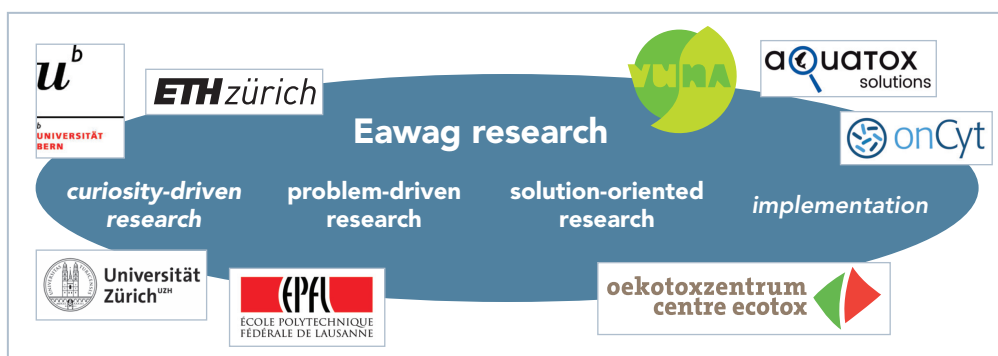 u^b
b
UNIVERSITÄT
BERN
ETH zürich
VUNA
aQuatox
solutions
onCyt
Eawag research
curiosity-driven
research
problem-driven
research
solution-oriented
research
implementation
Universität
Zürich UZH
EPFL
ÉCOLE POLYTECHNIQUE
FÉDÉRALE DE LAUSANNE
oekotoxzentrum
centre ecotox